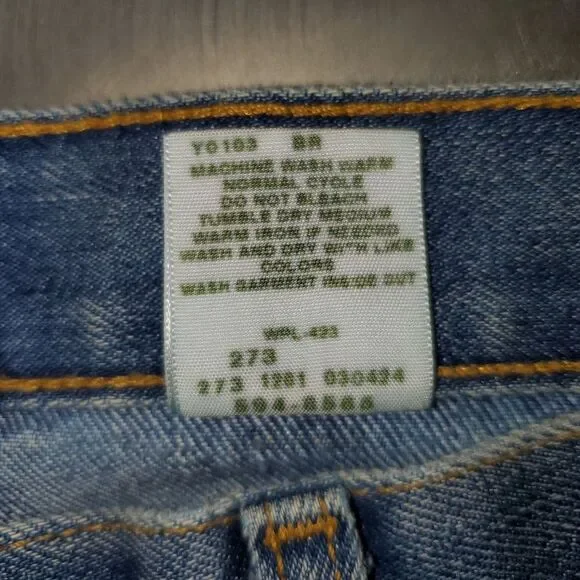 Y0103 BR
MACHINE WASH WARM
NORMAL CYCLE
DO NOT BLEACH
TUMBLE DRY MEDIUM
WARM IRON IF NEEDED
WASH AND DRY WITH LIKE
COLORS
WASH GARMENT INSIDE OUT
WPL-423
273
273 1201 030424